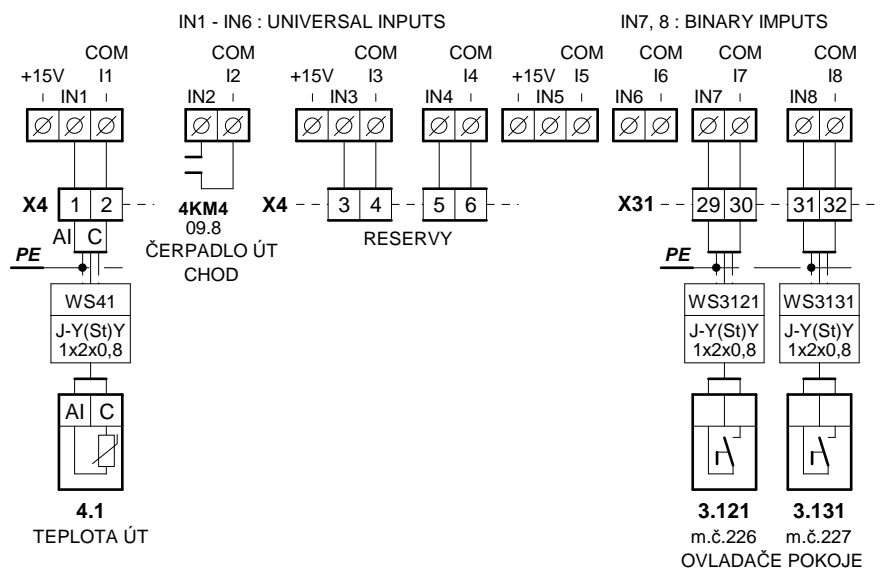 IN1 - IN6 : UNIVERSAL INPUTS IN7, 8 : BINARY IMPUTS
COM COM COM COM COM COM COM COM
+15V I1 I2 +15V I3 I4 +15V I5 I6 I7 I8
IN1 IN2 IN3 IN4 IN5 IN6 IN7 IN8
X4 1 2 4KM4 X4 3 4 5 6 X31 29 30 31 32
09.8
AI C ČERPADLO ÚT RESERVY
PE CHOD PE
WS41 WS3121 WS3131
J-Y(St)Y J-Y(St)Y J-Y(St)Y
1x2x0,8 1x2x0,8 1x2x0,8
AI C
4.1 3.121 3.131
TEPLOTA ÚT m.č.226 m.č.227
OVLADAČE POKOJE